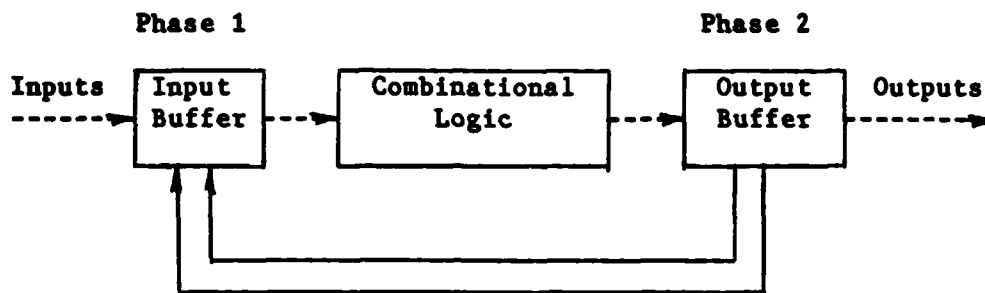 Phase 1
Phase 2
Inputs
Input
Buffer
Combinational
Logic
Output
Buffer
Outputs